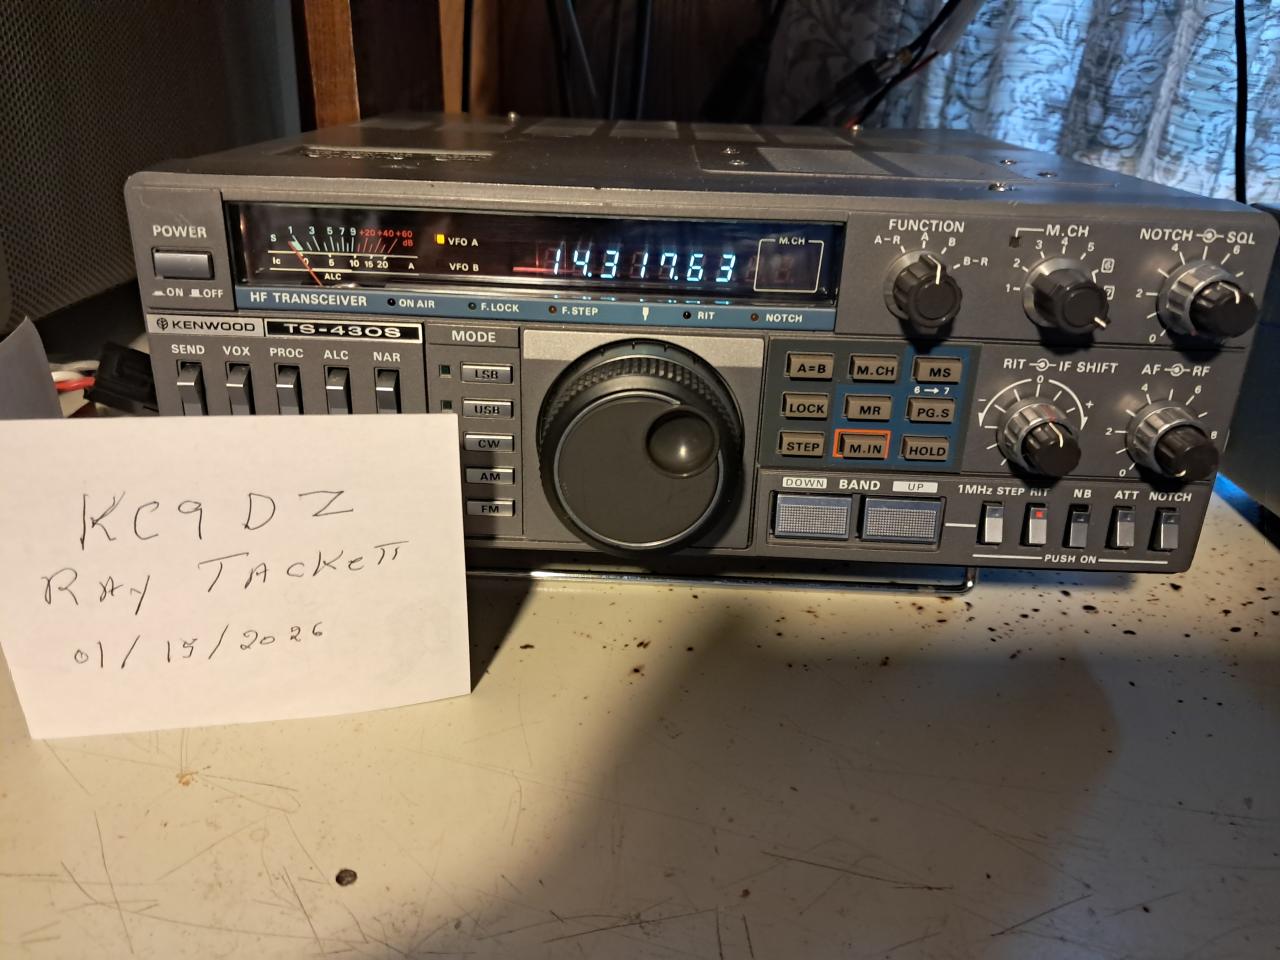 POWER
ON OFF
S 1 3 5 7 9 +20 +40 +60 dB
Ic 0 5 10 15 20 A
ALC
VFO A
VFO B
14.317.63
M.CH
HF TRANSCEIVER ON AIR F.LOCK F.STEP RIT NOTCH
KENWOOD TS-430S
SEND VOX PROC ALC NAR
MODE
LSB
USB
CW
AM
FM
FUNCTION
A-R A B B-R
M.CH
1 2 3 4 5 6 7
NOTCH SQL
2 4 6
A=B M.CH MS
6 → 7
LOCK MR PG.S
STEP M.IN HOLD
RIT IF SHIFT
0 +
AF RF
0 2 4 6 8
DOWN BAND UP
1MHz STEP RIT NB ATT NOTCH
PUSH ON
KC9DZ
RAY TACKETT
01/15/2026